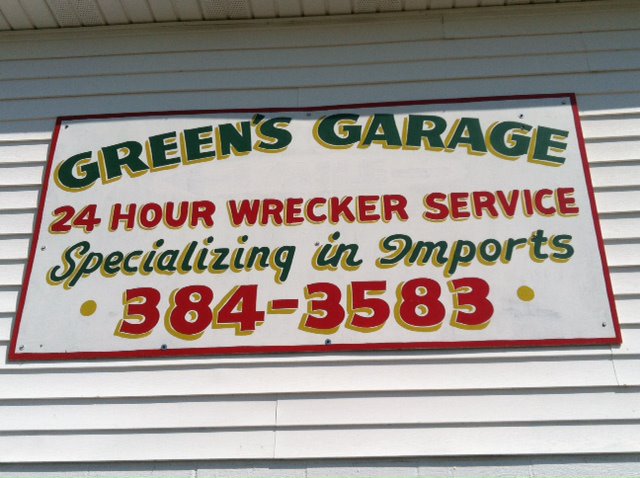 GREEN'S GARAGE
24 HOUR WRECKER SERVICE
Specializing in Imports
• 384-3583 •